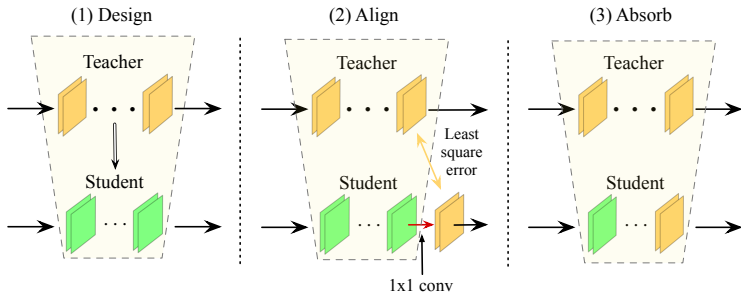 (1) Design
(2) Align
(3) Absorb
Teacher
Teacher
Teacher
Least
square
error
Student
Student
Student
1x1 conv